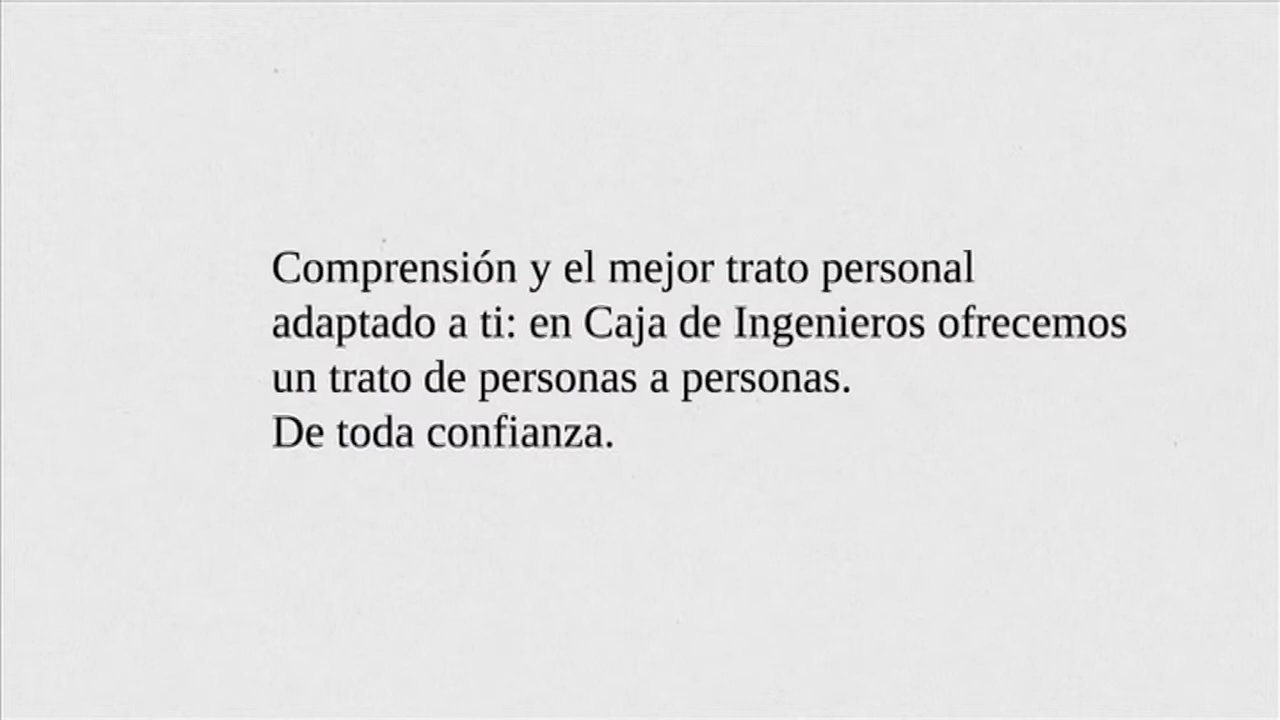 Comprensión y el mejor trato personal
adaptado a ti: en Caja de Ingenieros ofrecemos
un trato de personas a personas.
De toda confianza.